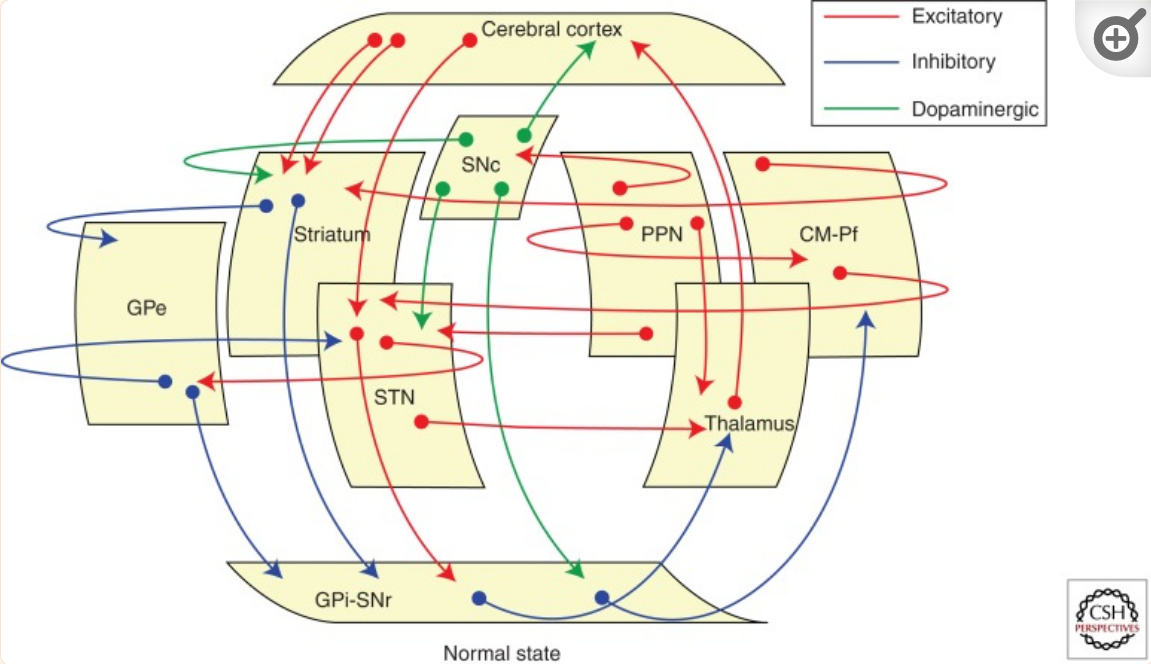 Cerebral cortex
Excitatory
Inhibitory
Dopaminergic
SNc
Striatum
PPN
CM-Pf
GPe
STN
Thalamus
GPi-SNr
Normal state
CSH
PERSPECTIVES